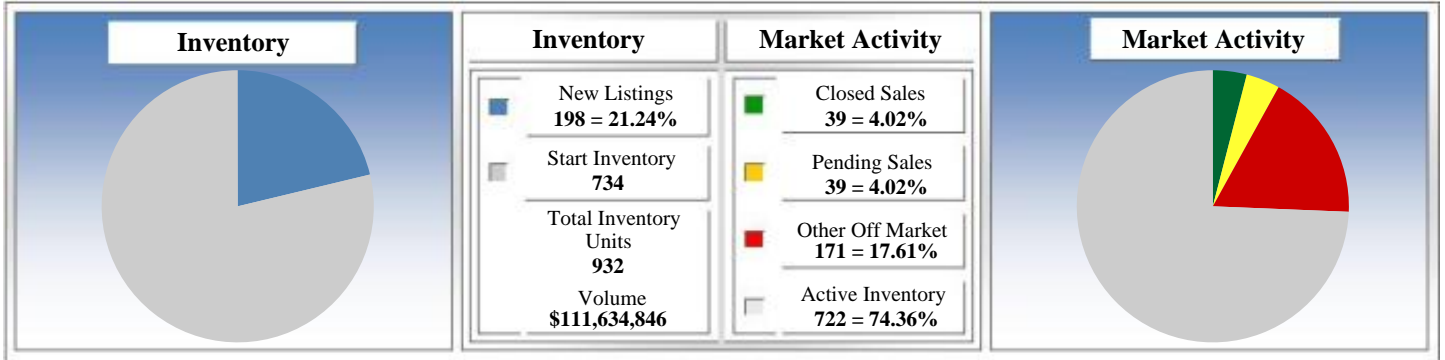 Inventory
Inventory
Market Activity
New Listings
198 = 21.24%
Start Inventory
734
Total Inventory
Units
932
Volume
$111,634,846
Closed Sales
39 = 4.02%
Pending Sales
39 = 4.02%
Other Off Market
171 = 17.61%
Active Inventory
722 = 74.36%
Market Activity